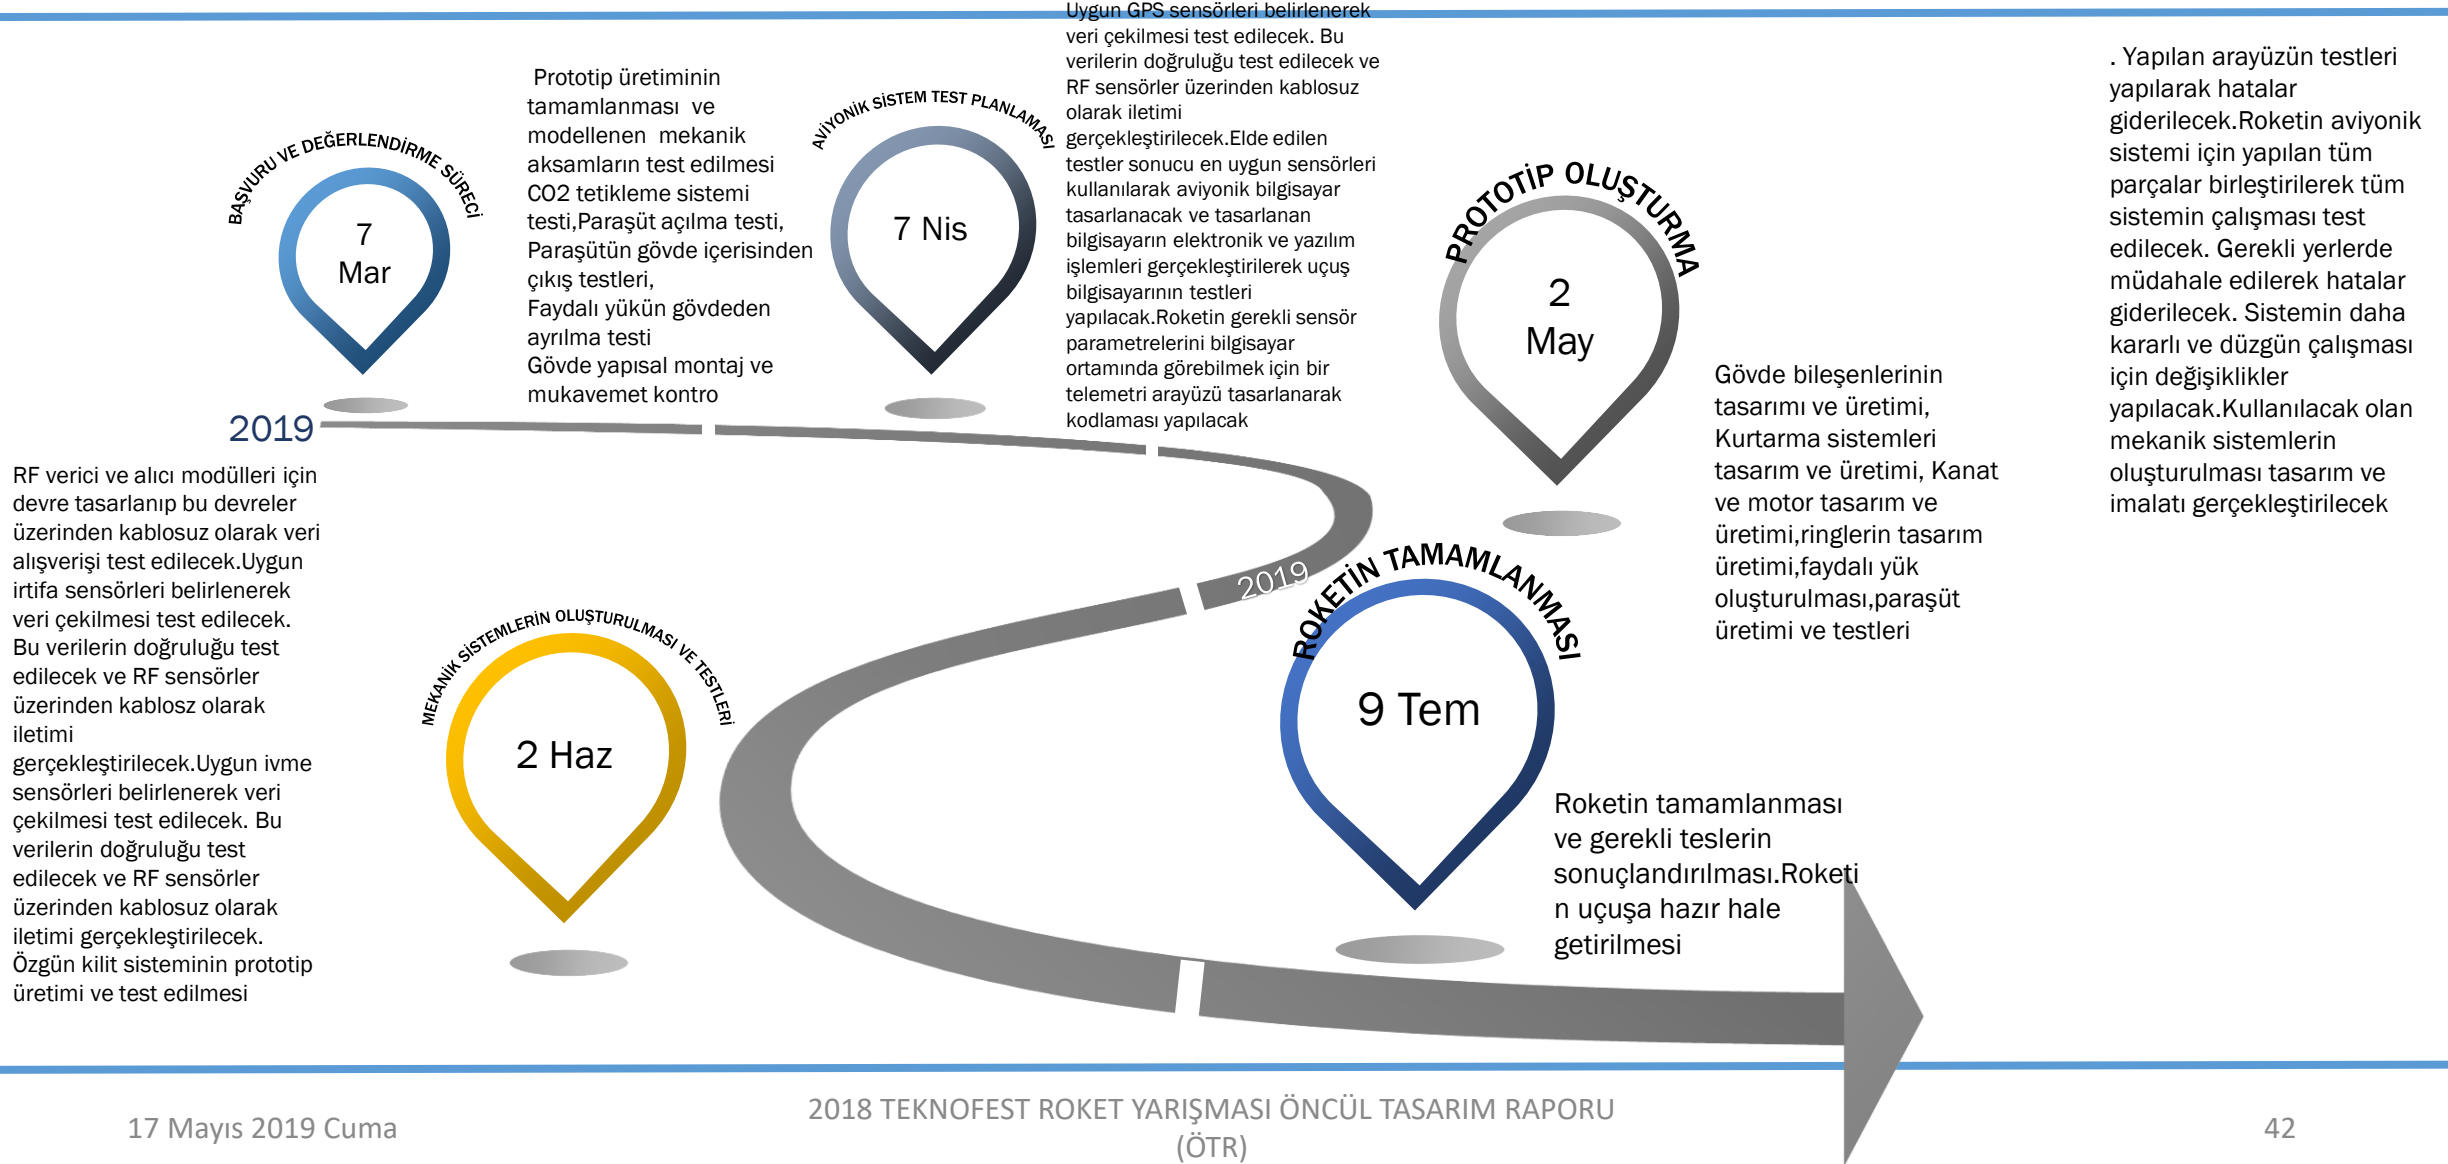 BAŞVURU VE DEĞERLENDİRME SÜRECİ
7
Mar
2019
RF verici ve alıcı modülleri için
devre tasarlanıp bu devreler
üzerinden kablosuz olarak veri
alışverişi test edilecek.Uygun
irtifa sensörleri belirlenerek
veri çekilmesi test edilecek.
Bu verilerin doğruluğu test
edilecek ve RF sensörler
üzerinden kablosz olarak
iletimi
gerçekleştirilecek.Uygun ivme
sensörleri belirlenerek veri
çekilmesi test edilecek. Bu
verilerin doğruluğu test
edilecek ve RF sensörler
üzerinden kablosuz olarak
iletimi gerçekleştirilecek.
Özgün kilit sisteminin prototip
üretimi ve test edilmesi
Prototip üretiminin
tamamlanması ve
modellenen mekanik
aksamların test edilmesi
CO2 tetikleme sistemi
testi,Paraşüt açılma testi,
Paraşütün gövde içerisinden
çıkış testleri,
Faydalı yükün gövdeden
ayrılma testi
Gövde yapısal montaj ve
mukavemet kontro
AVİYONİK SİSTEM TEST PLANLAMASI
7 Nis
Uygun GPS sensörleri belirlenerek
veri çekilmesi test edilecek. Bu
verilerin doğruluğu test edilecek ve
RF sensörler üzerinden kablosuz
olarak iletimi
gerçekleştirilecek.Elde edilen
testler sonucu en uygun sensörleri
kullanılarak aviyonik bilgisayar
tasarlanacak ve tasarlanan
bilgisayarın elektronik ve yazılım
işlemleri gerçekleştirilerek uçuş
bilgisayarının testleri
yapılacak.Roketin gerekli sensör
parametrelerini bilgisayar
ortamında görebilmek için bir
telemetri arayüzü tasarlanarak
kodlaması yapılacak
PROTOTİP OLUŞTURMA
2
May
Gövde bileşenlerinin
tasarımı ve üretimi,
Kurtarma sistemleri
tasarım ve üretimi, Kanat
ve motor tasarım ve
üretimi,ringlerin tasarım
üretimi,faydalı yük
oluşturulması,paraşüt
üretimi ve testleri
. Yapılan arayüzün testleri
yapılarak hatalar
giderilecek.Roketin aviyonik
sistemi için yapılan tüm
parçalar birleştirilerek tüm
sistemin çalışması test
edilecek. Gerekli yerlerde
müdahale edilerek hatalar
giderilecek. Sistemin daha
kararlı ve düzgün çalışması
için değişiklikler
yapılacak.Kullanılacak olan
mekanik sistemlerin
oluşturulması tasarım ve
imalatı gerçekleştirilecek
2019
MEKANİK SİSTEMLERİN OLUŞTURULMASI VE TESTLERİ
2 Haz
ROKETİN TAMAMLANMASI
9 Tem
Roketin tamamlanması
ve gerekli teslerin
sonuçlandırılması.Roketi
n uçuşa hazır hale
getirilmesi
17 Mayıs 2019 Cuma
2018 TEKNOFEST ROKET YARIŞMASI ÖNCÜL TASARIM RAPORU
(ÖTR)
42